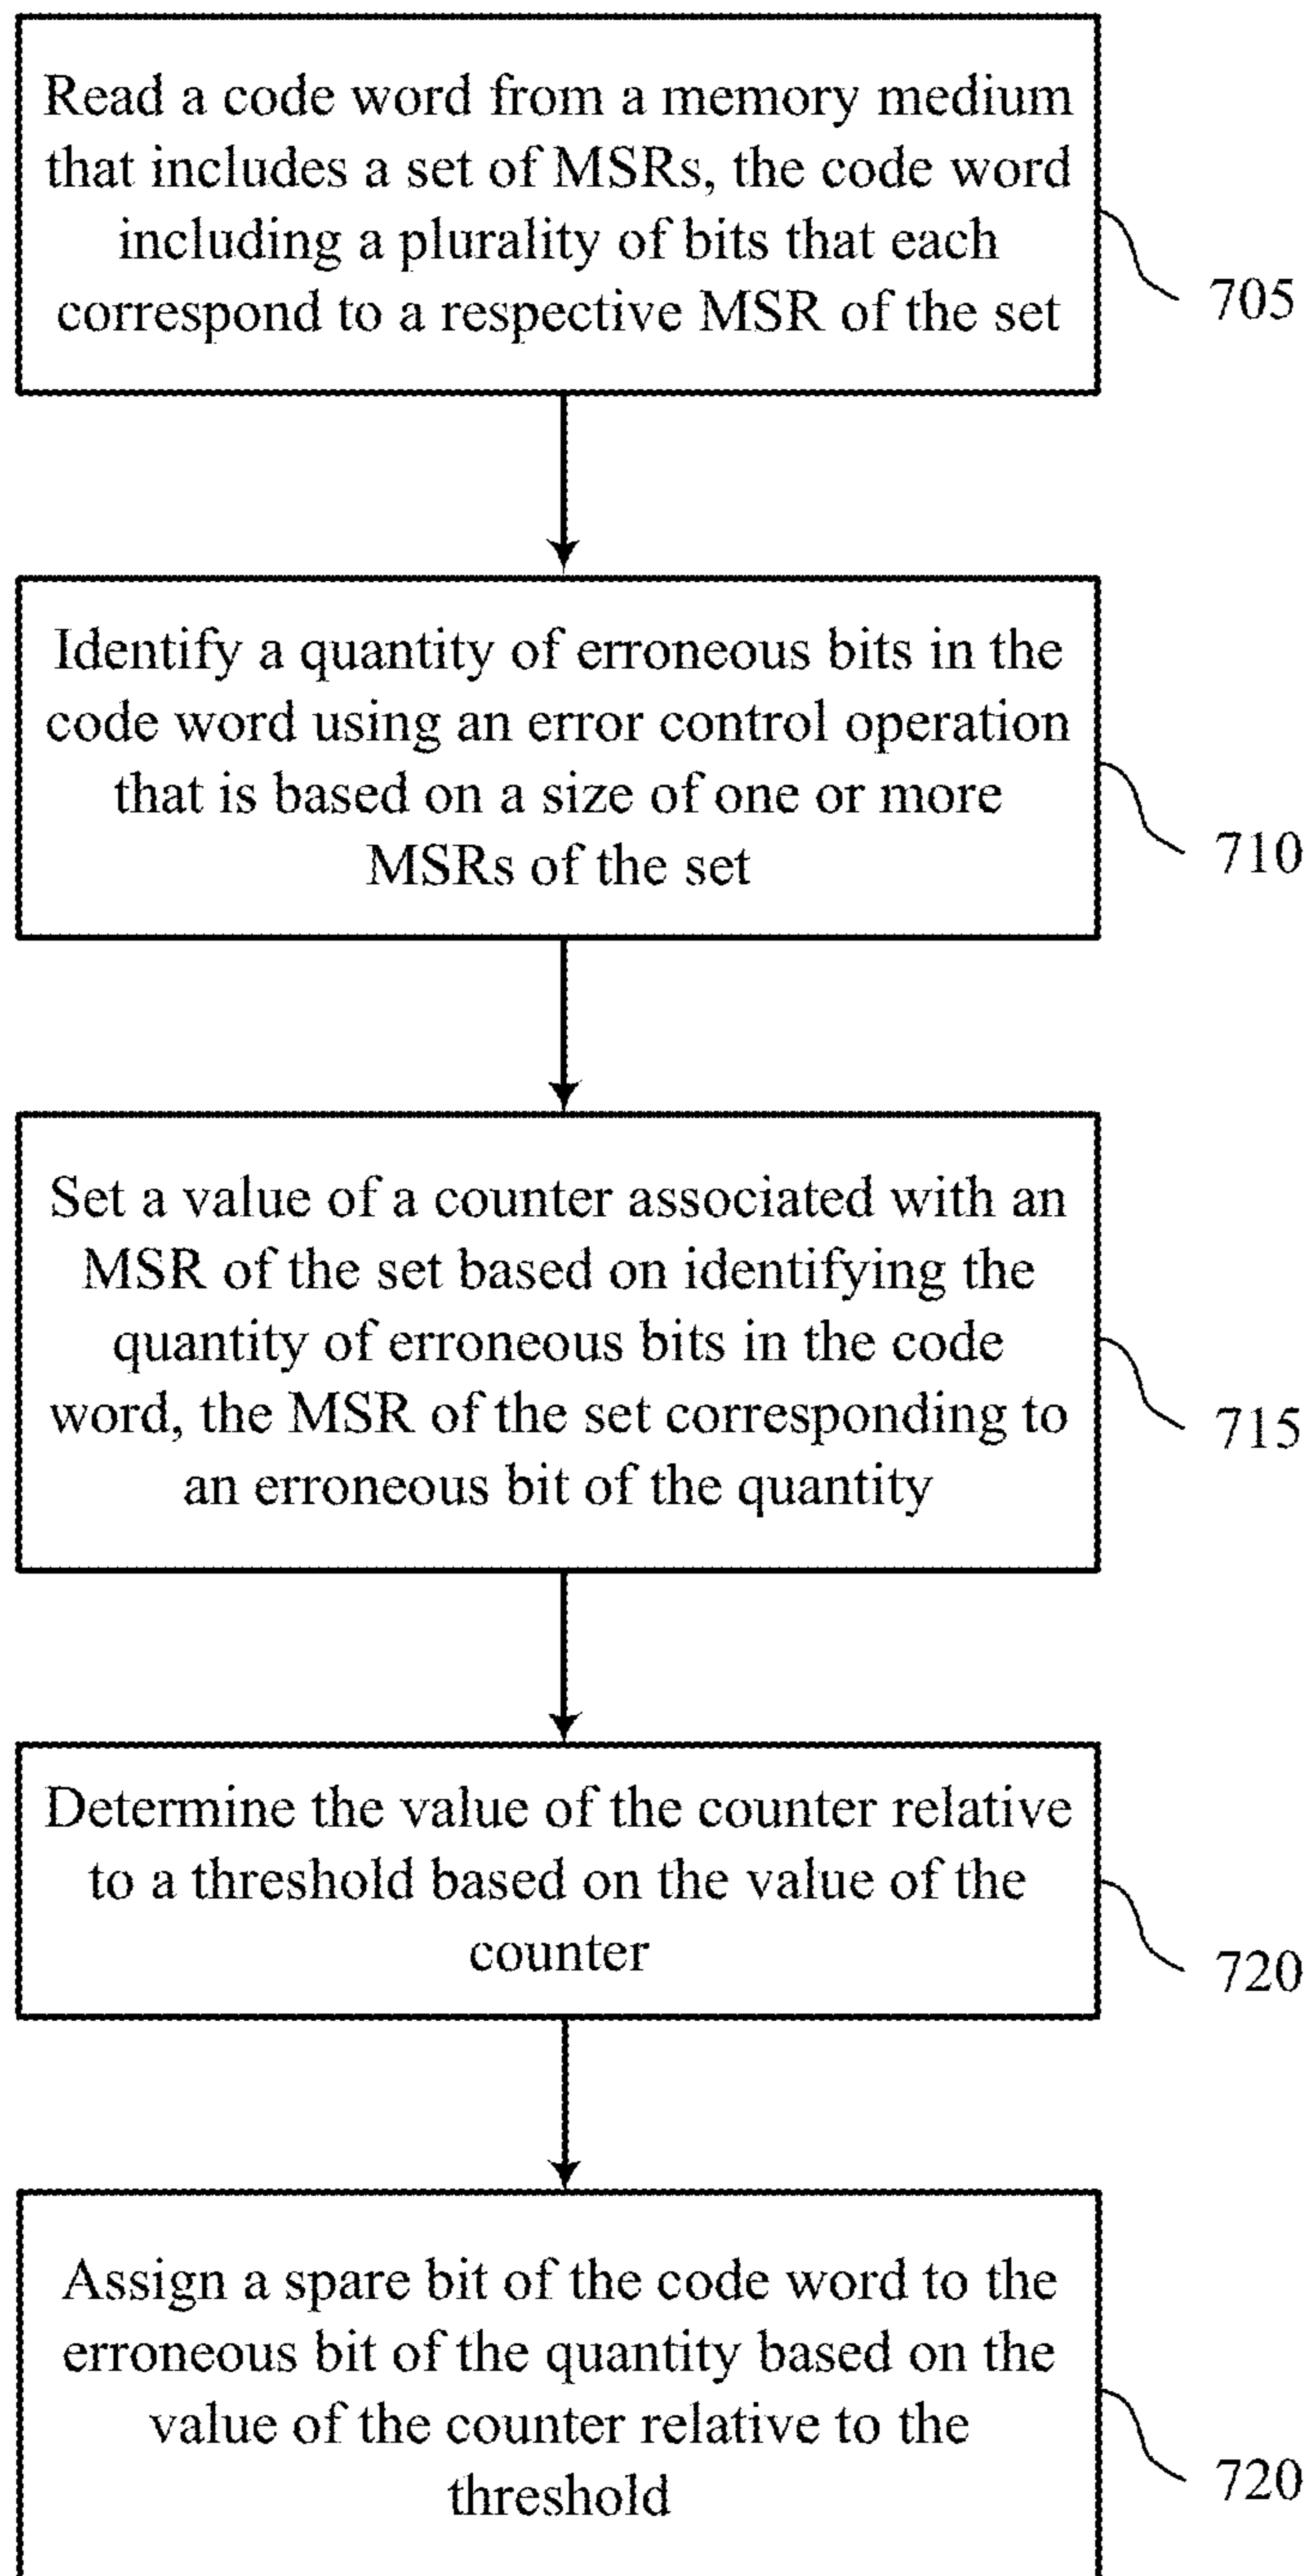 Read a code word from a memory medium
that includes a set of MSRs, the code word
including a plurality of bits that each
correspond to a respective MSR of the set
705
Identify a quantity of erroneous bits in the
code word using an error control operation
that is based on a size of one or more
MSRs of the set
710
Set a value of a counter associated with an
MSR of the set based on identifying the
quantity of erroneous bits in the code
word, the MSR of the set corresponding to
an erroneous bit of the quantity
715
Determine the value of the counter relative
to a threshold based on the value of the
counter
720
Assign a spare bit of the code word to the
erroneous bit of the quantity based on the
value of the counter relative to the
threshold
720